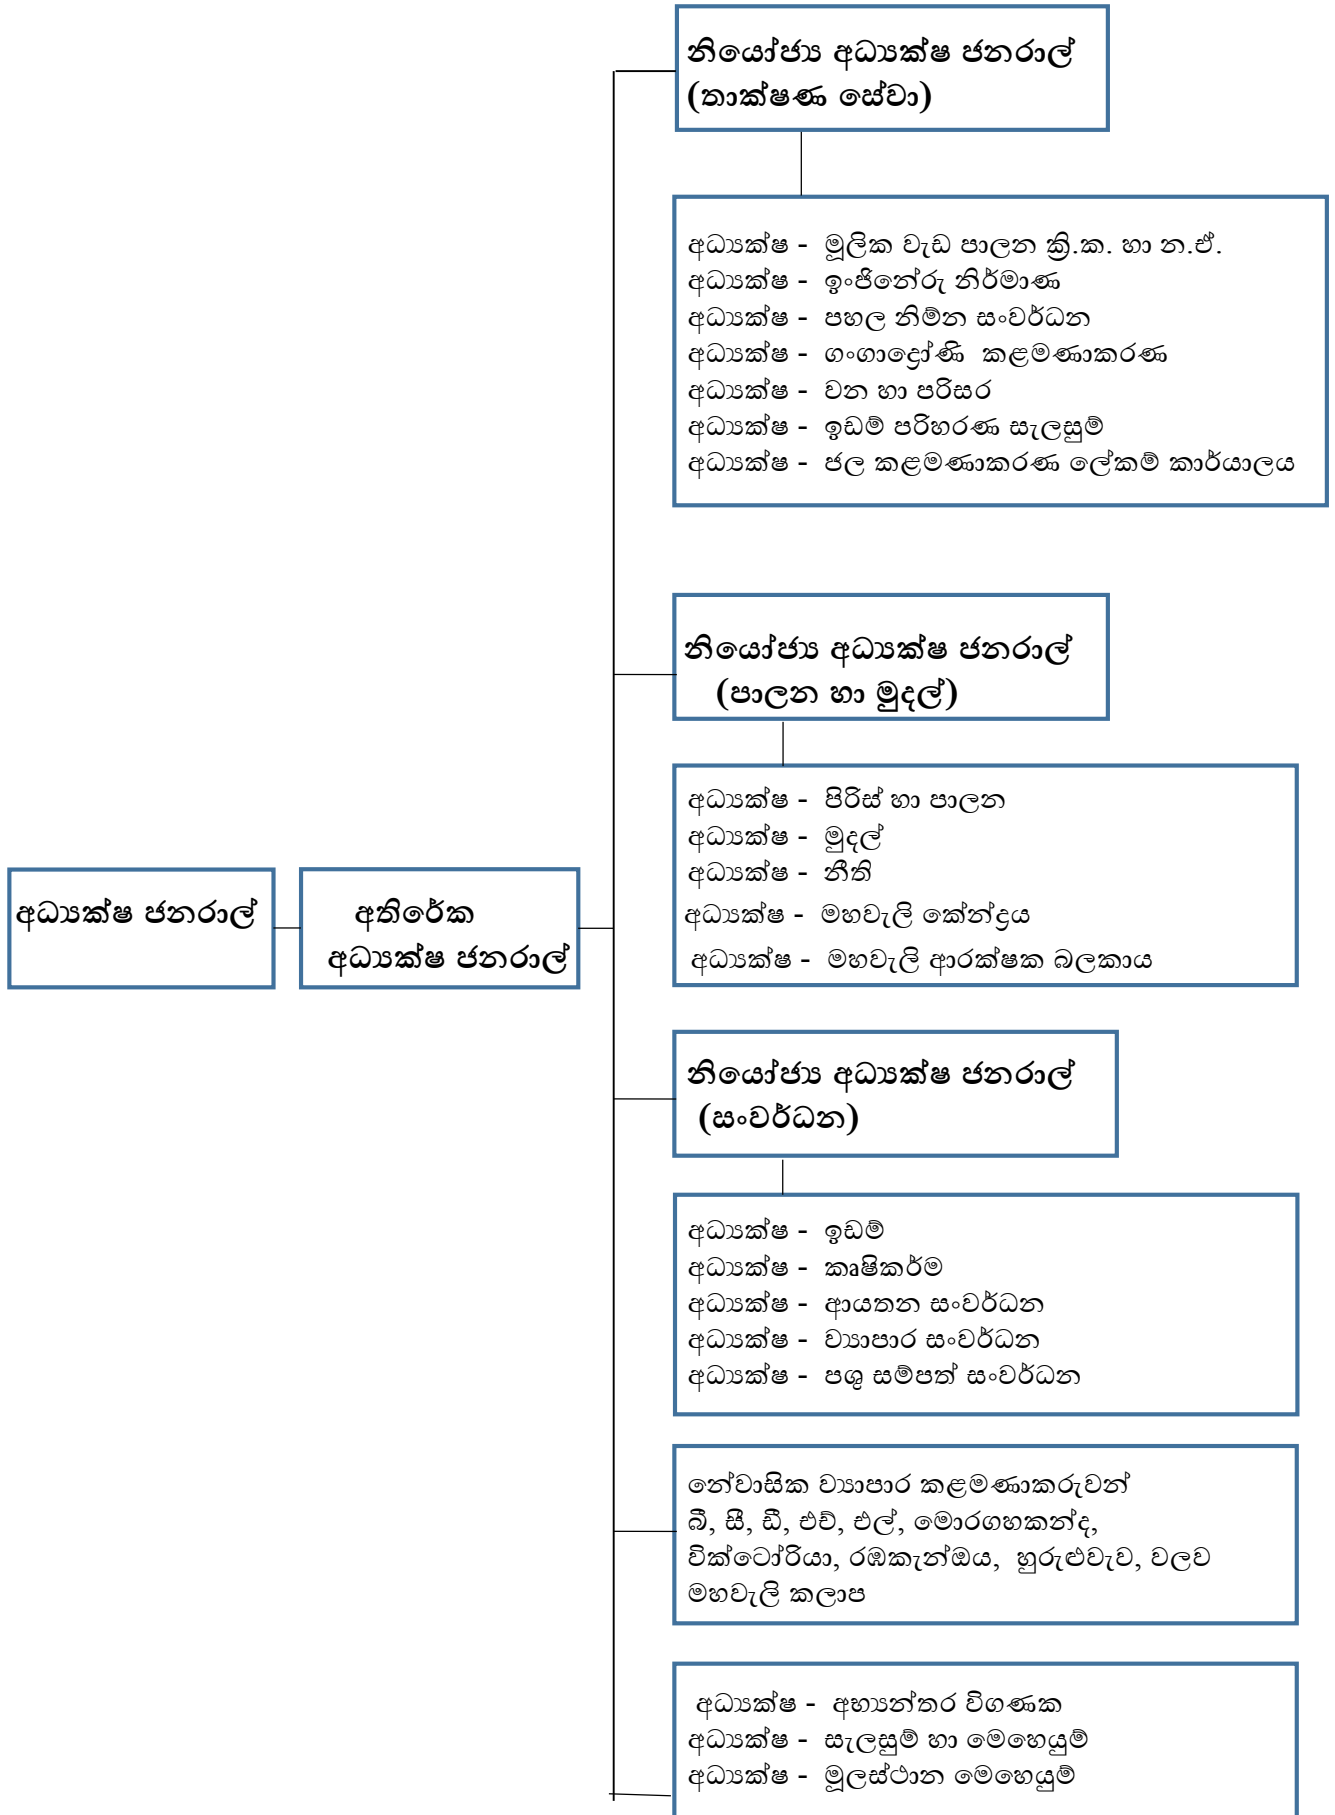 නියෝජ්‍ය අධ්‍යක්ෂ ජනරාල්
(තාක්ෂණ සේවා)
අධ්‍යක්ෂ - මූලික වැඩ පාලන ක්‍රි.ක. හා න.ඒ.
අධ්‍යක්ෂ - ඉංජිනේරු නිර්මාණ
අධ්‍යක්ෂ - පහල නිම්න සංවර්ධන
අධ්‍යක්ෂ - ගංගාද්‍රෝණි කළමණාකරණ
අධ්‍යක්ෂ - වන හා පරිසර
අධ්‍යක්ෂ - ඉඩම් පරිහරණ සැලසුම්
අධ්‍යක්ෂ - ජල කළමණාකරණ ලේකම් කාර්යාලය
නියෝජ්‍ය අධ්‍යක්ෂ ජනරාල්
(පාලන හා මුදල්)
අධ්‍යක්ෂ - පිරිස් හා පාලන
අධ්‍යක්ෂ - මුදල්
අධ්‍යක්ෂ - නීති
අධ්‍යක්ෂ - මහවැලි කේන්ද්‍රය
අධ්‍යක්ෂ - මහවැලි ආරක්ෂක බලකාය
අධ්‍යක්ෂ ජනරාල්
අතිරේක
අධ්‍යක්ෂ ජනරාල්
නියෝජ්‍ය අධ්‍යක්ෂ ජනරාල්
(සංවර්ධන)
අධ්‍යක්ෂ - ඉඩම්
අධ්‍යක්ෂ - කෘෂිකර්ම
අධ්‍යක්ෂ - ආයතන සංවර්ධන
අධ්‍යක්ෂ - ව්‍යාපාර සංවර්ධන
අධ්‍යක්ෂ - පශු සම්පත් සංවර්ධන
නේවාසික ව්‍යාපාර කළමණාකරුවන්
බී, සී, ඩී, එච්, එල්, මොරගහකන්ද,
වික්ටෝරියා, රඹකැන්ඔය, හුරුළුවැව, වලව
මහවැලි කලාප
අධ්‍යක්ෂ - අභ්‍යන්තර විගණක
අධ්‍යක්ෂ - සැලසුම් හා මෙහෙයුම්
අධ්‍යක්ෂ - මූලස්ථාන මෙහෙයුම්